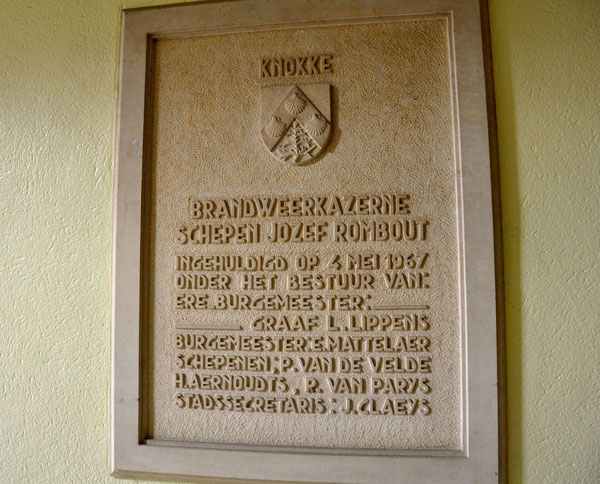 KNOKKE
BRANDWEERKAZERNE
SCHEPEN JOZEF ROMBOUT
INGEHULDIGD OP 4 MEI 1967
ONDER HET BESTUUR VAN:
ERE.BURGEMEESTER:
GRAAF L.LIPPENS
BURGEMEESTER:E.MATTELAER
SCHEPENEN:P.VAN DE VELDE
H.AERNOUDTS, R.VAN PARYS
STADSSECRETARIS:J.CLAEYS